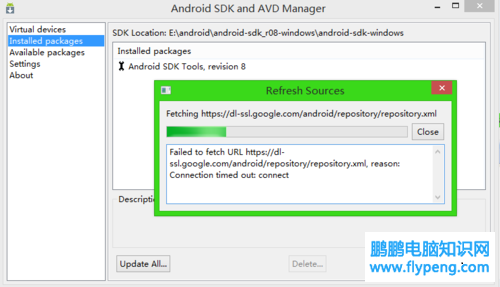 Android SDK and AVD Manager
Virtual devices
Installed packages
Available packages
Settings
About
SDK Location: E:\android\android-sdk_r08-windows\android-sdk-windows
Installed packages
Android SDK Tools, revision 8
Refresh Sources
Fetching https://dl-ssl.google.com/android/repository/repository.xml
Close
Failed to fetch URL https://dl-
ssl.google.com/android/repository/repository.xml, reason:
Connection timed out: connect
Descriptio
Update All...
Delete...
鹏鹏电脑知识网
www.flypeng.com